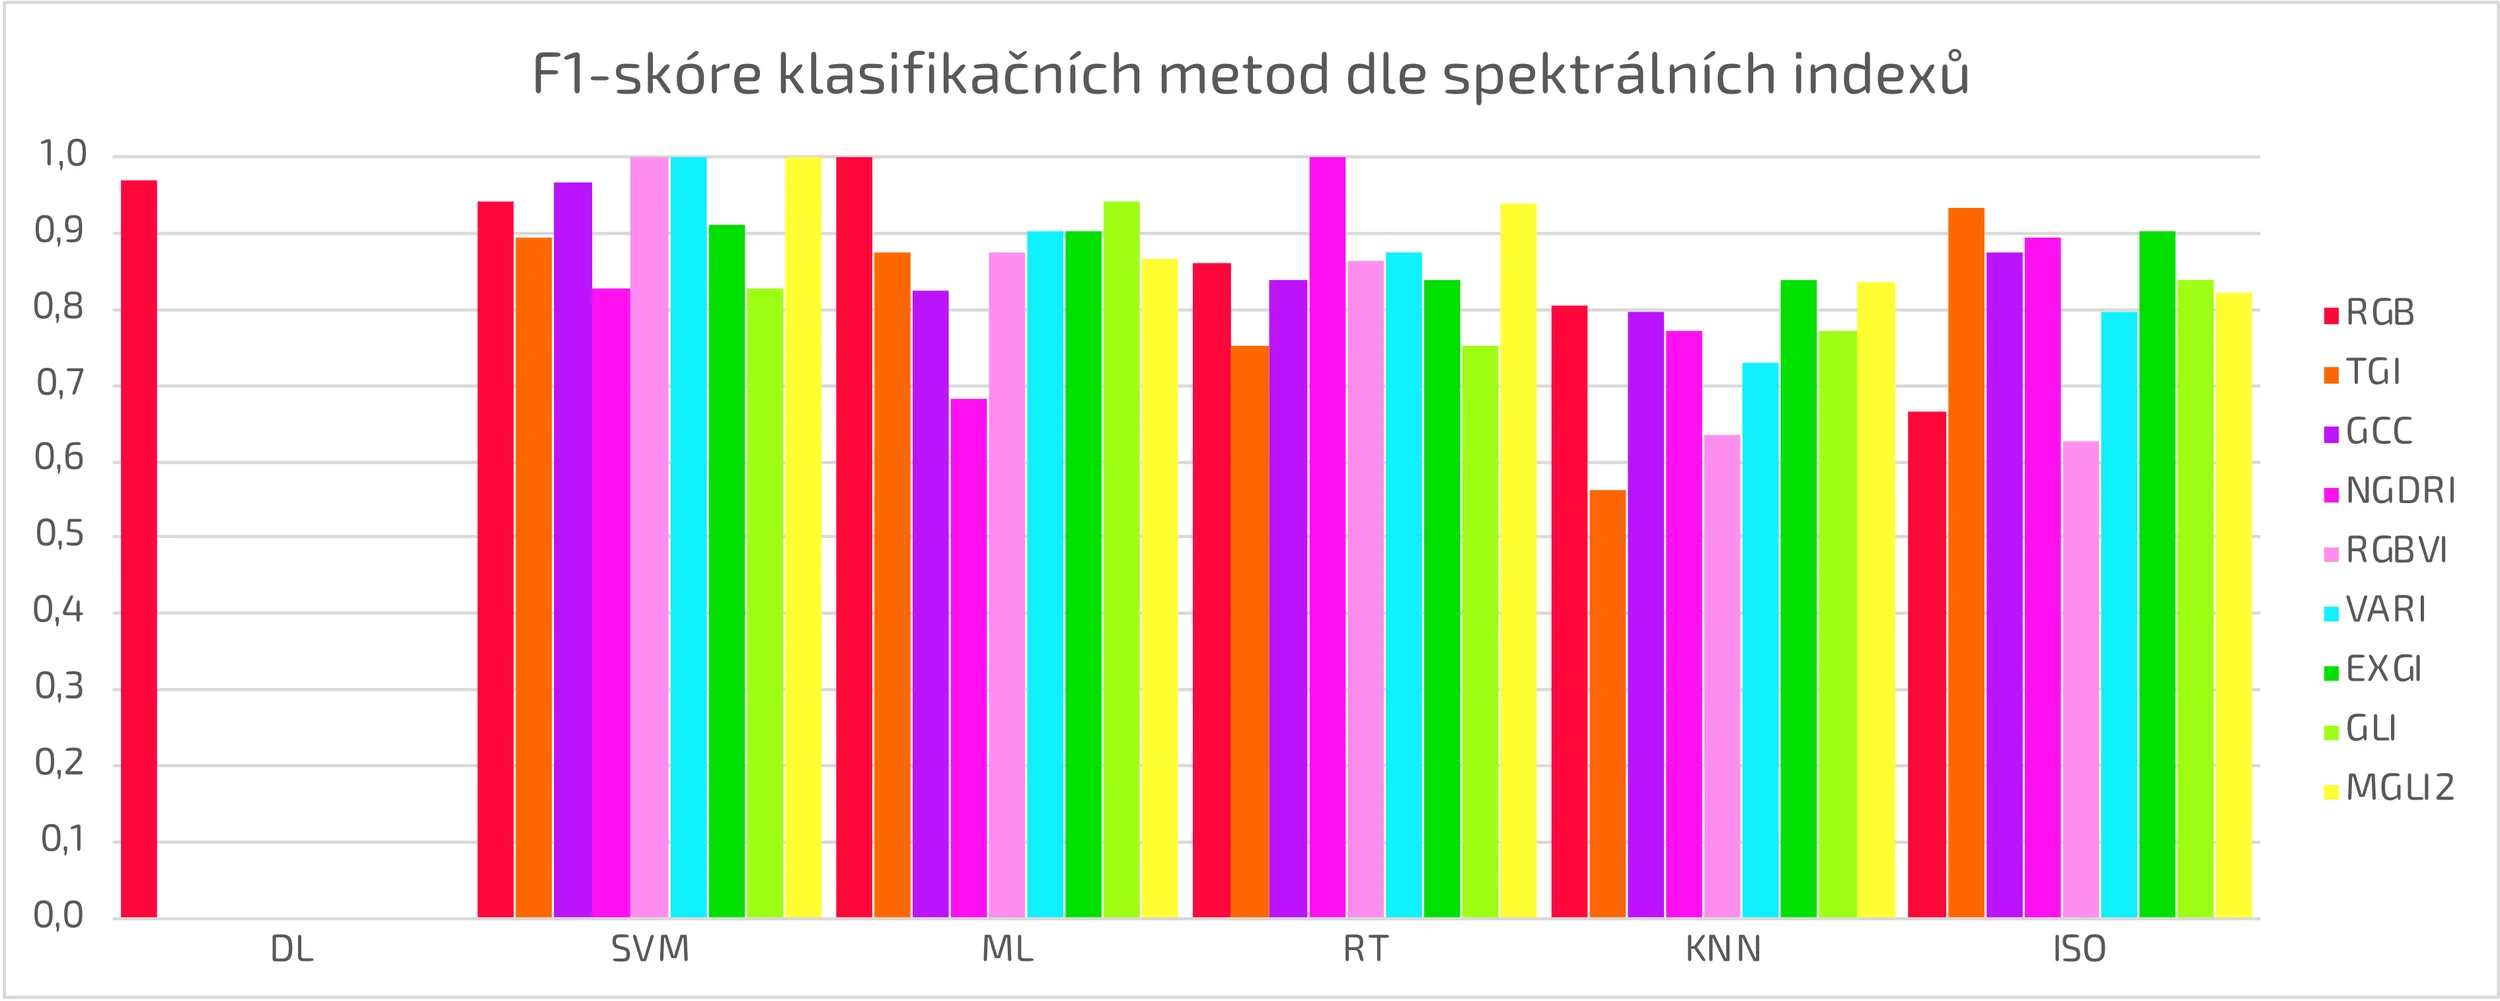 F1-skóre klasifikačních metod dle spektrálních indexů
1,0
0,9
0,8
0,7
0,6
0,5
0,4
0,3
0,2
0,1
0,0
DL SVM ML RT KNN ISO
RGB
TGI
GCC
NGDRI
RGBVI
VARI
EXGI
GLI
MGLI2